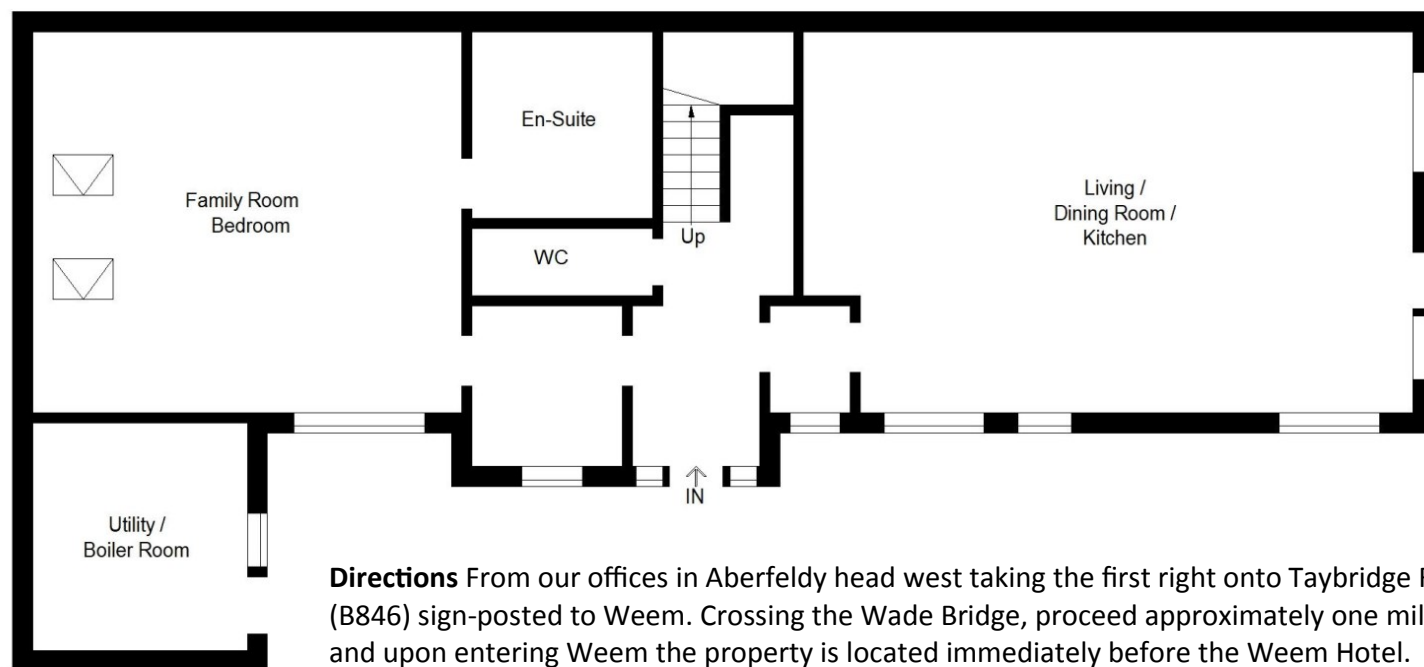 En-Suite
Family Room
Bedroom
Living /
Dining Room /
Kitchen
WC
Up
IN
Utility /
Boiler Room
Directions From our offices in Aberfeldy head west taking the first right onto Taybridge
(B846) sign-posted to Weem. Crossing the Wade Bridge, proceed approximately one
and upon entering Weem the property is located immediately before the Weem Hotel.